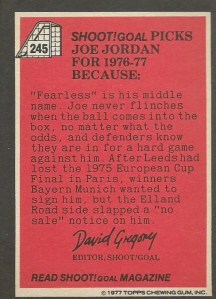 245
SHOOT!GOAL PICKS
JOE JORDAN
FOR 1976-77
BECAUSE:
"Fearless" is his middle
name. Joe never flinches
when the ball comes into the
box, no matter what the
odds, and defenders know
they are in for a hard game
against him. After Leeds had
lost the 1975 European Cup
Final in Paris, winners
Bayern Munich wanted to
sign him, but the Elland
Road side slapped a "no
sale" notice on him.
David Gregory
EDITOR, SHOOT/GOAL
READ SHOOT!GOAL MAGAZINE
© 1977 TOPPS CHEWING GUM, INC.